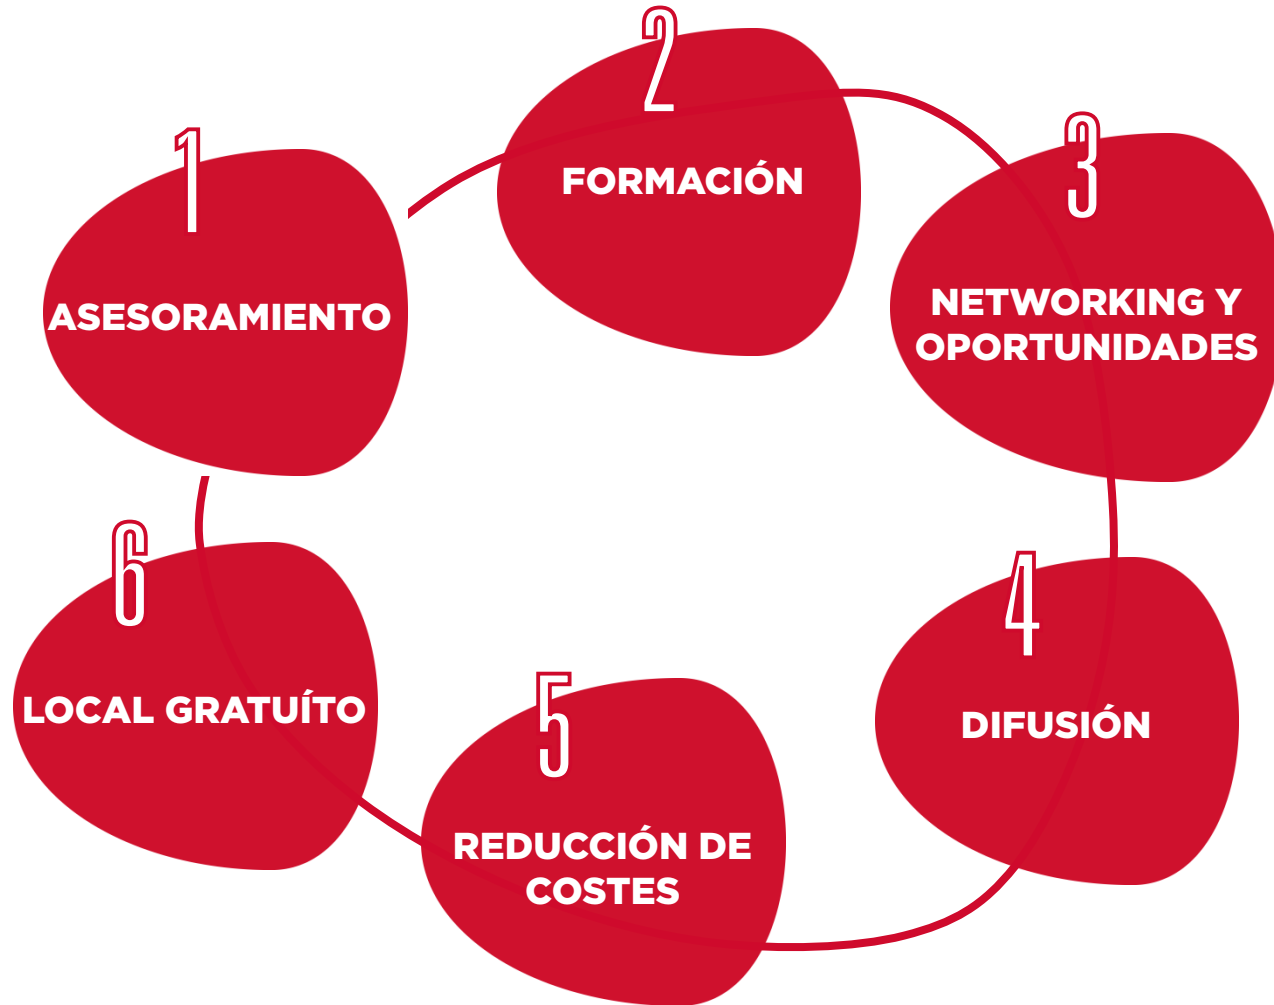 1
ASESORAMIENTO
2
FORMACIÓN
3
NETWORKING Y
OPORTUNIDADES
4
DIFUSIÓN
5
REDUCCIÓN DE
COSTES
6
LOCAL GRATUÍTO